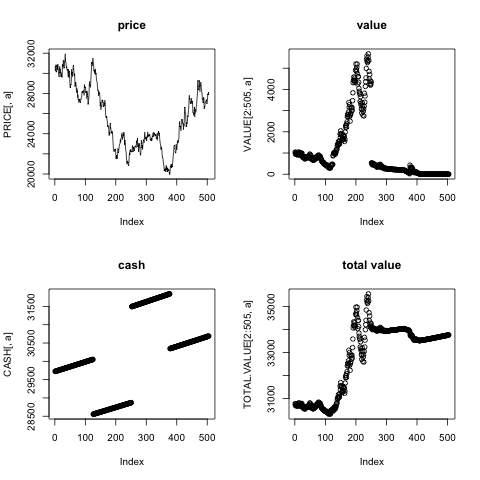 price
PRICE[, a]
20000 24000 28000 32000
0 100 200 300 400 500
Index
value
VALUE[2:505, a]
0 2000 4000
0 100 200 300 400 500
Index
cash
CASH[, a]
28500 29500 30500 31500
0 100 200 300 400 500
Index
total value
TOTAL.VALUE[2:505, a]
31000 33000 35000
0 100 200 300 400 500
Index